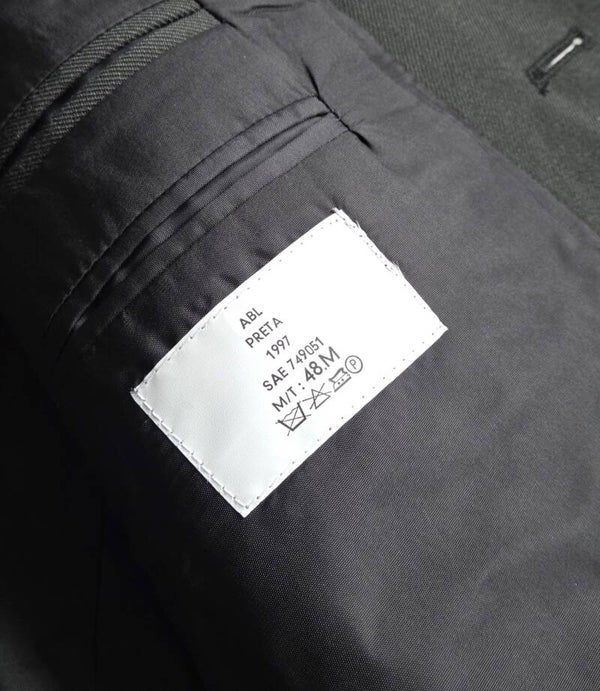 ABL
PRETA
1997
SAE 749051
M/T : 48.M
P